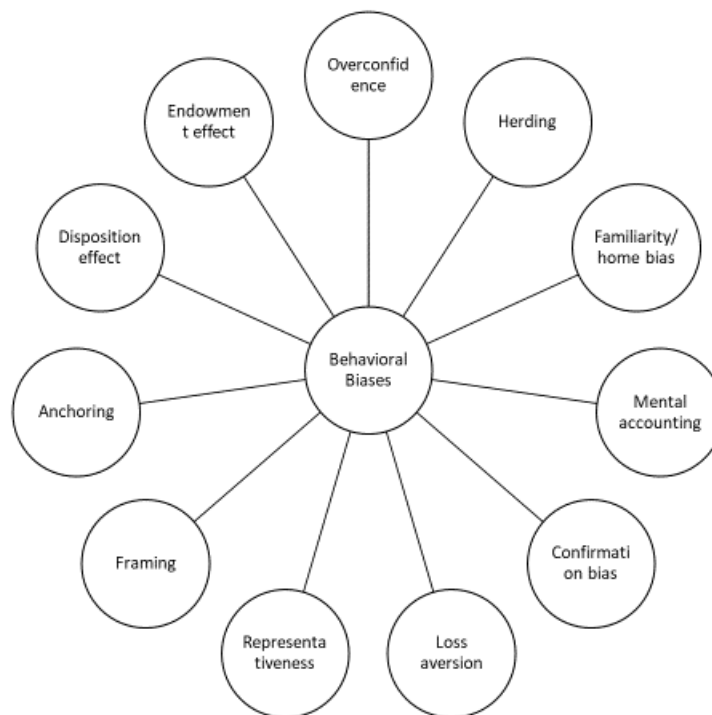 Overconfid
ence
Herding
Familiarity/
home bias
Mental
accounting
Confirmati
on bias
Loss
aversion
Representa
tiveness
Framing
Anchoring
Disposition
effect
Endowmen
t effect
Behavioral
Biases